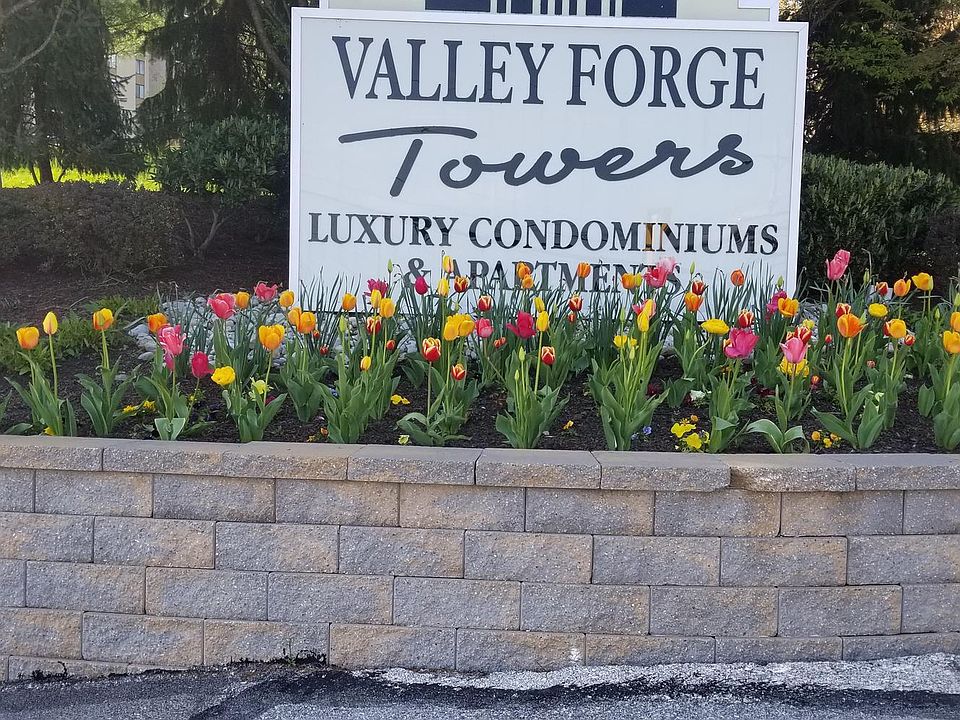 VALLEY FORGE
Towers
LUXURY CONDOMINIUMS
& APARTMENTS